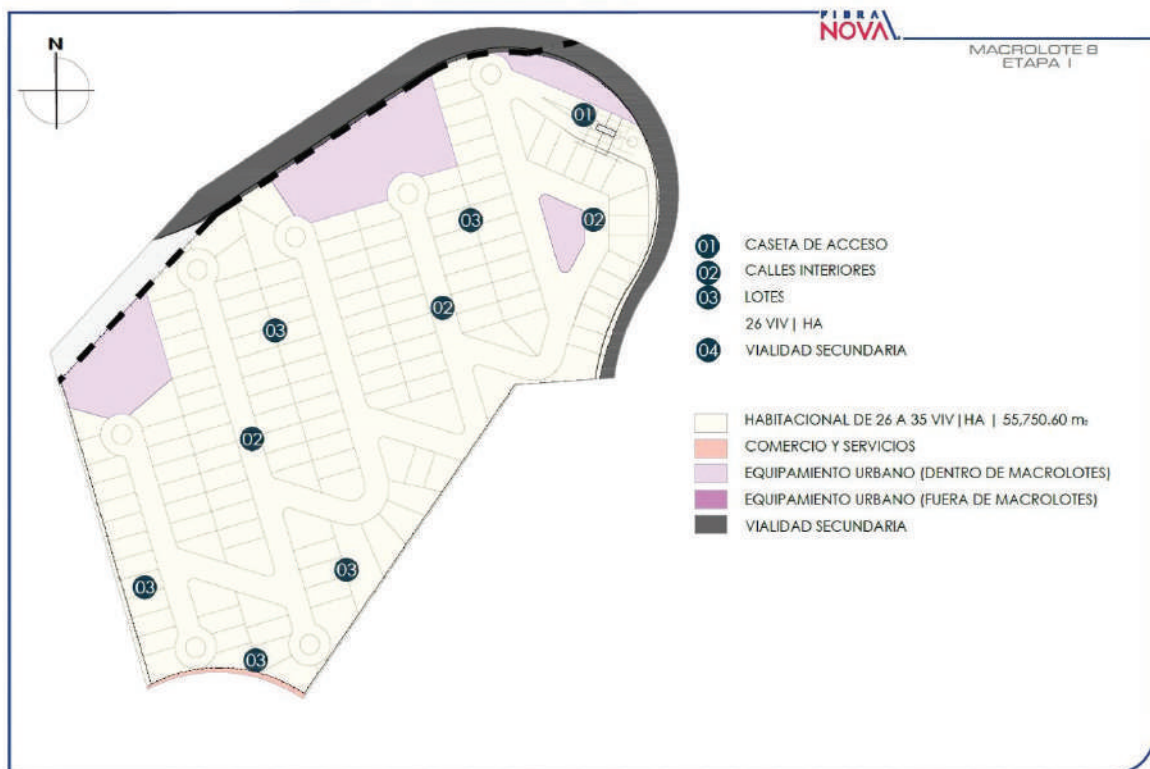 FIBRA
NOVA
MACROLOTE 8
ETAPA I
N
01
01 CASETA DE ACCESO
02 CALLES INTERIORES
03 LOTES
26 VIV | HA
04 VIALIDAD SECUNDARIA
HABITACIONAL DE 26 A 35 VIV | HA | 55,750.60 m²
COMERCIO Y SERVICIOS
EQUIPAMIENTO URBANO (DENTRO DE MACROLOTES)
EQUIPAMIENTO URBANO (FUERA DE MACROLOTES)
VIALIDAD SECUNDARIA
03
02
02
03
02
03
03
03